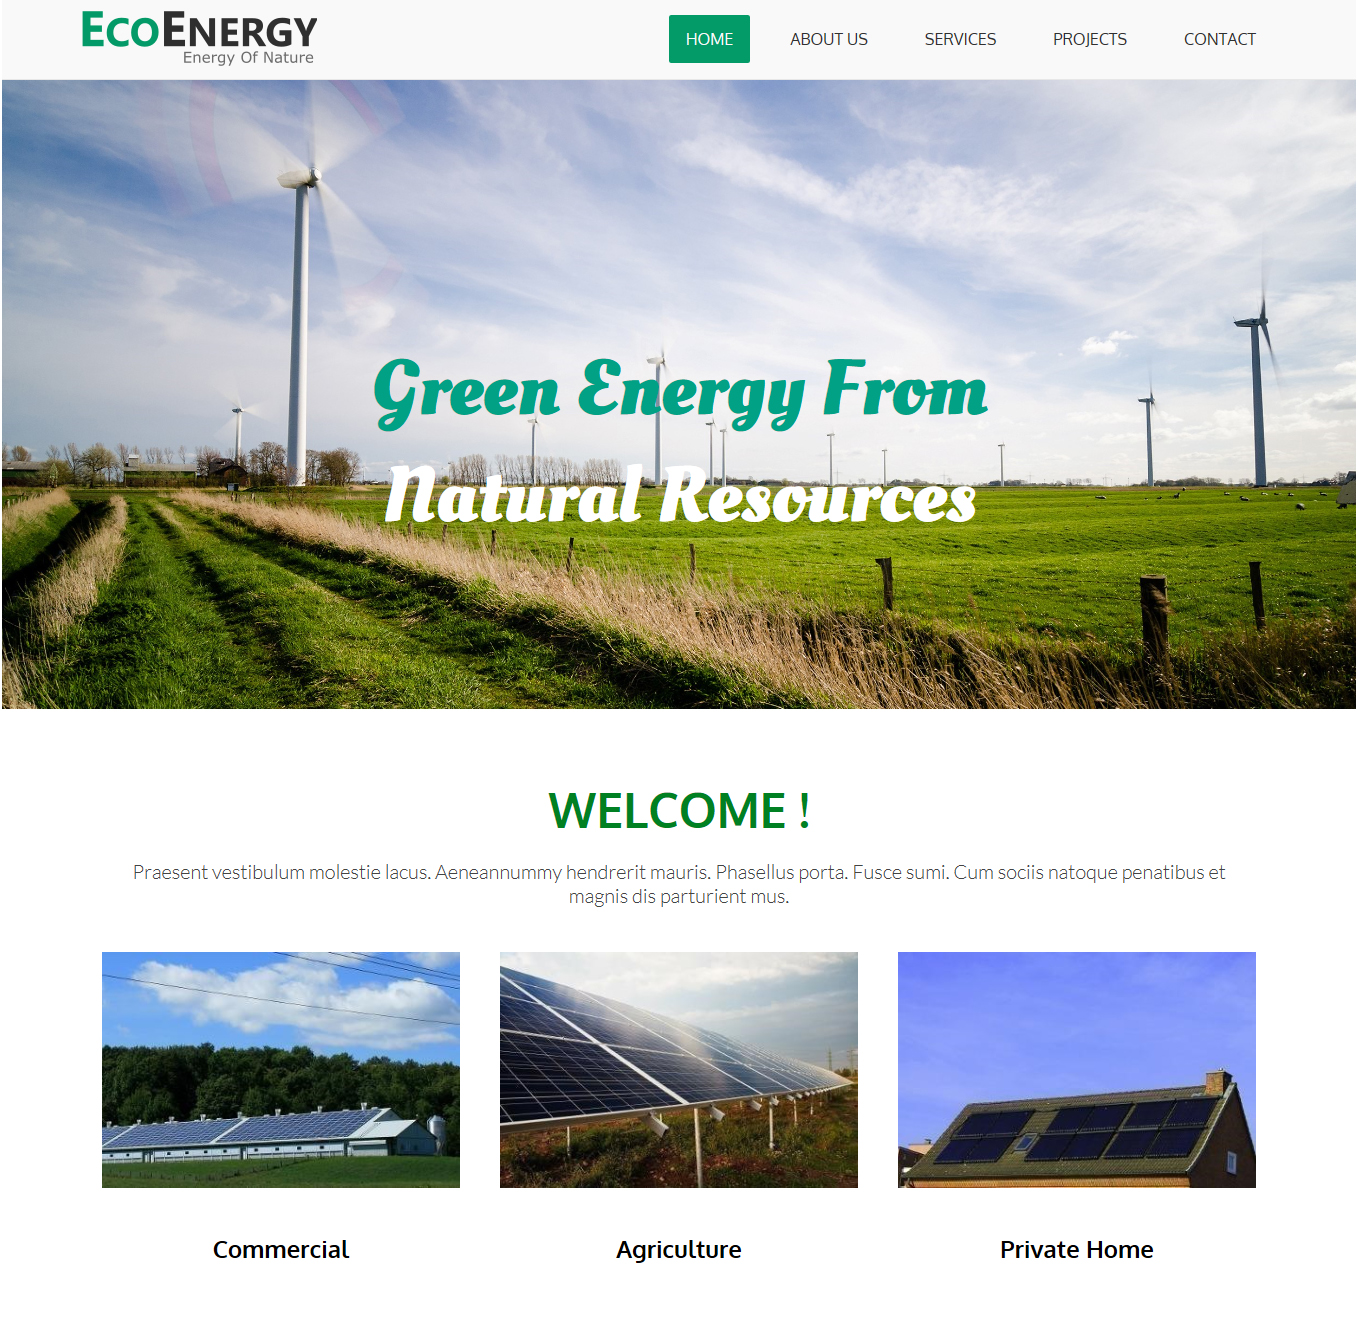 ECOENERGY
Energy Of Nature
HOME ABOUT US SERVICES PROJECTS CONTACT
Green Energy From
Natural Resources
WELCOME !
Praesent vestibulum molestie lacus. Aeneannummy hendrerit mauris. Phasellus porta. Fusce sumi. Cum sociis natoque penatibus et
magnis dis parturient mus.
Commercial Agriculture Private Home